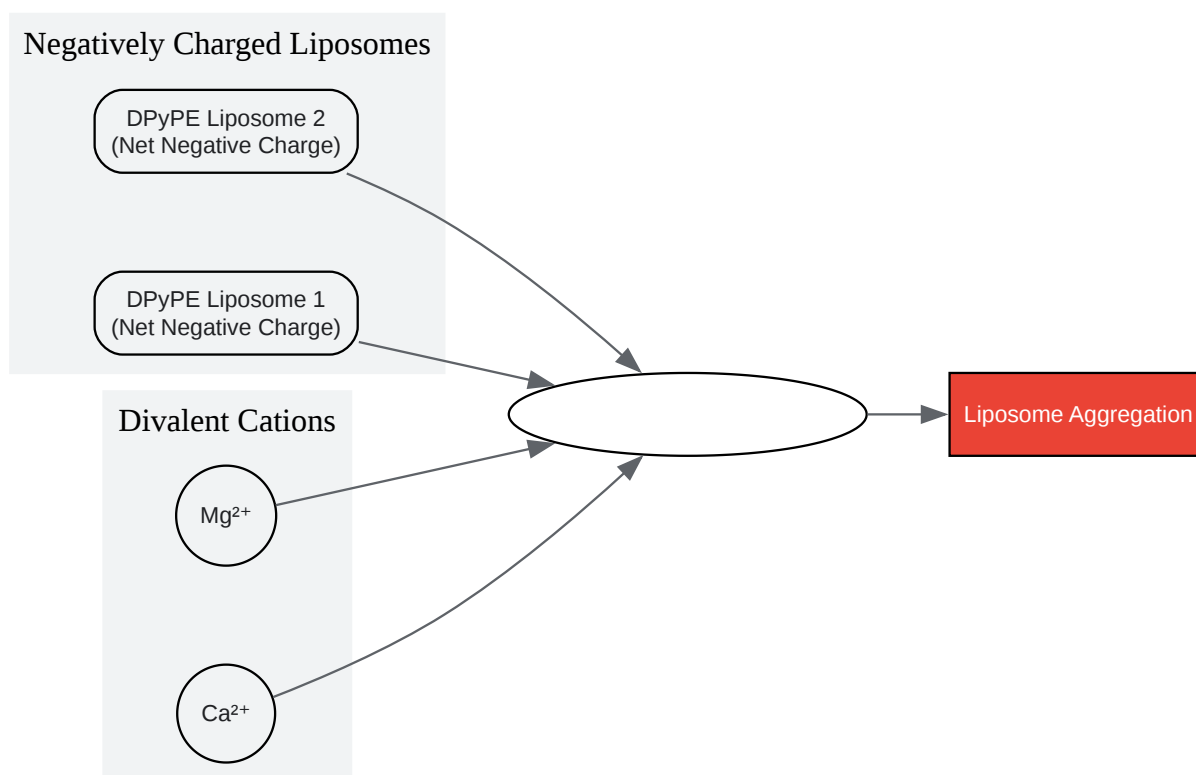 Negatively Charged Liposomes
DPyPE Liposome 2
(Net Negative Charge)
DPyPE Liposome 1
(Net Negative Charge)
Divalent Cations
Mg²⁺
Ca²⁺
Liposome Aggregation